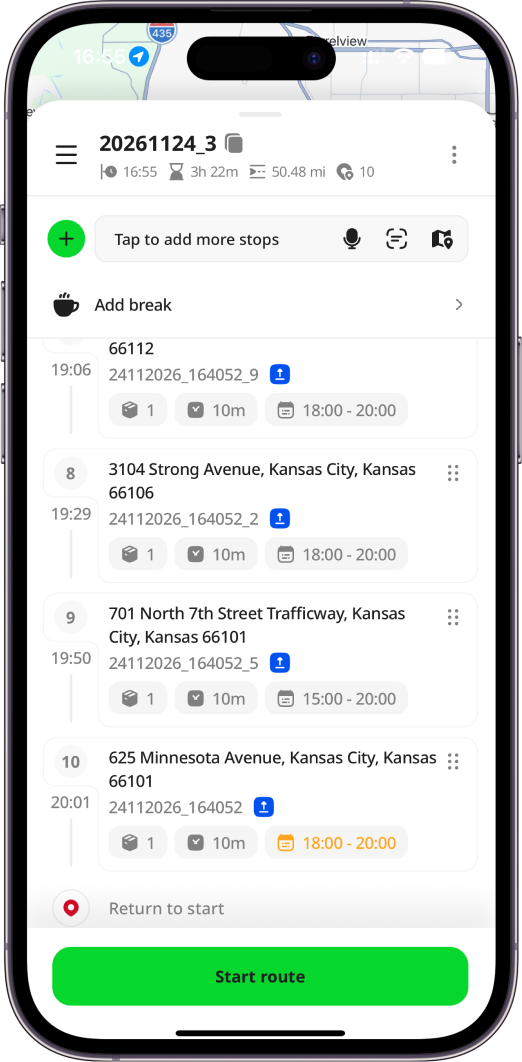 435
relview
16:55
20261124_3
16:55 3h 22m 50.48 mi 10
Tap to add more stops
Add break
66112
19:06
24112026_164052_9
1 10m 18:00 - 20:00
8
3104 Strong Avenue, Kansas City, Kansas
66106
19:29
24112026_164052_2
1 10m 18:00 - 20:00
9
701 North 7th Street Trafficway, Kansas
City, Kansas 66101
19:50
24112026_164052_5
1 10m 15:00 - 20:00
10
625 Minnesota Avenue, Kansas City, Kansas
66101
20:01
24112026_164052
1 10m 18:00 - 20:00
Return to start
Start route